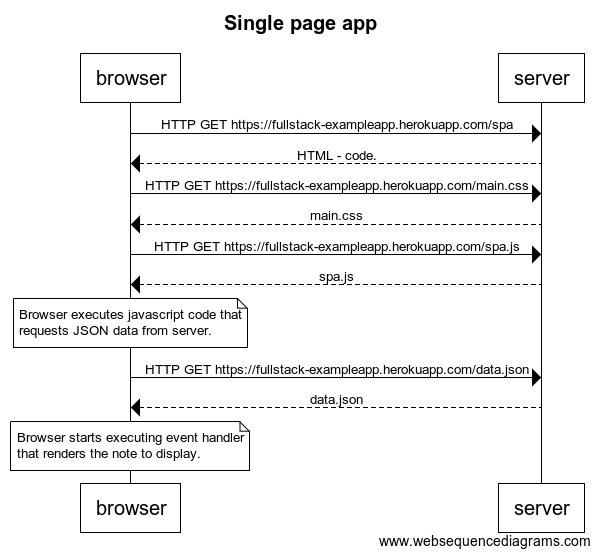 Single page app
browser
server
HTTP GET https://fullstack-exampleapp.herokuapp.com/spa
HTML - code.
HTTP GET https://fullstack-exampleapp.herokuapp.com/main.css
main.css
HTTP GET https://fullstack-exampleapp.herokuapp.com/spa.js
spa.js
Browser executes javascript code that
requests JSON data from server.
HTTP GET https://fullstack-exampleapp.herokuapp.com/data.json
data.json
Browser starts executing event handler
that renders the note to display.
browser
server
www.websequencediagrams.com